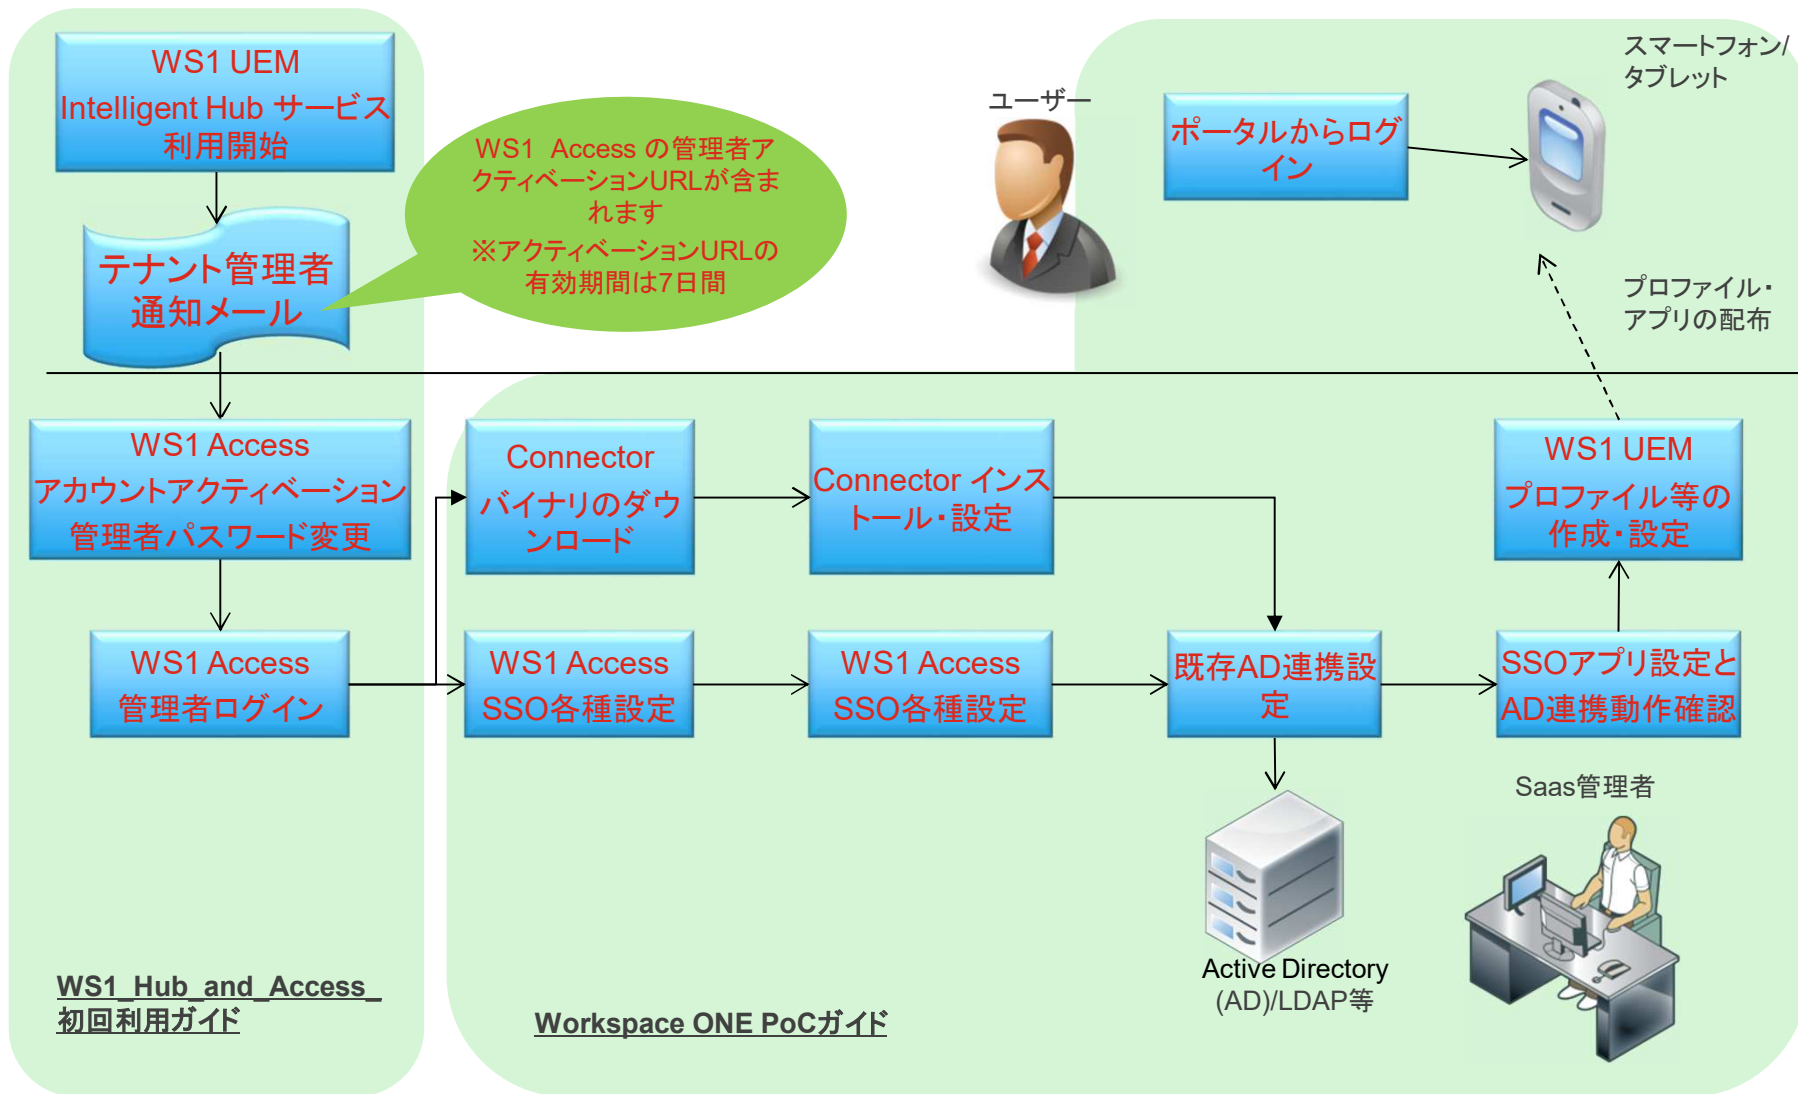 WS1 UEM
Intelligent Hub サービス
利用開始
テナント管理者
通知メール
WS1 Access の管理者ア
クティベーションURLが含ま
れます
※アクティベーションURLの
有効期間は7日間
ユーザー
ポータルからログ
イン
スマートフォン/
タブレット
プロファイル・
アプリの配布
WS1 Access
アカウントアクティベーション
管理者パスワード変更
Connector
バイナリのダウ
ンロード
Connector インス
トール・設定
WS1 UEM
プロファイル等の
作成・設定
WS1 Access
管理者ログイン
WS1 Access
SSO各種設定
WS1 Access
SSO各種設定
既存AD連携設
定
SSOアプリ設定と
AD連携動作確認
Saas管理者
Active Directory
(AD)/LDAP等
WS1_Hub_and_Access_
初回利用ガイド
Workspace ONE PoCガイド